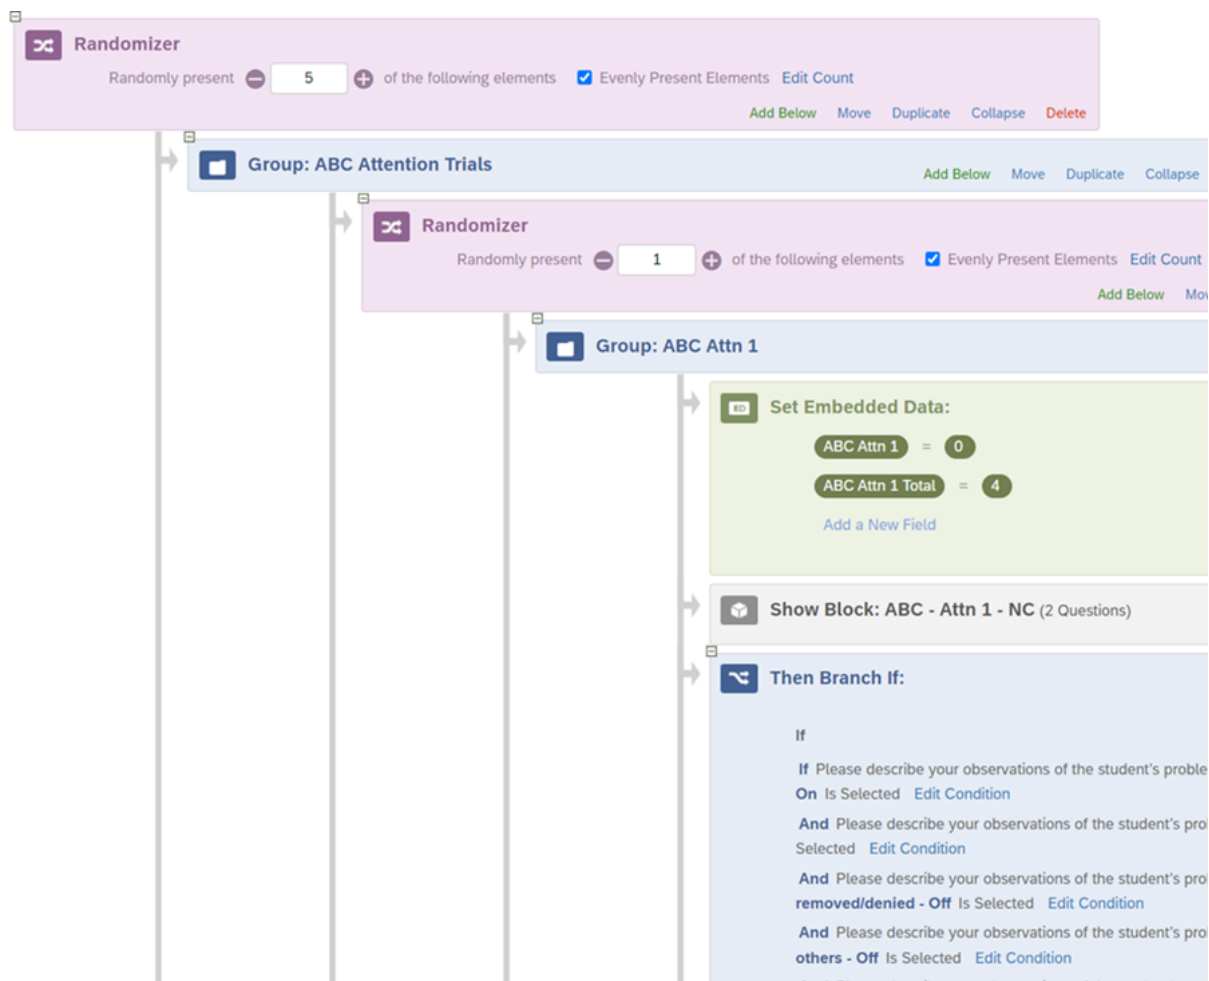 Randomizer
Randomly present 5 of the following elements Evenly Present Elements Edit Count
Add Below Move Duplicate Collapse Delete
Group: ABC Attention Trials
Add Below Move Duplicate Collapse
Randomizer
Randomly present 1 of the following elements Evenly Present Elements Edit Count
Add Below
Group: ABC Attn 1
Set Embedded Data:
ABC Attn 1 = 0
ABC Attn 1 Total = 4
Add a New Field
Show Block: ABC - Attn 1 - NC (2 Questions)
Then Branch If:
If
If Please describe your observations of the student's
On Is Selected Edit Condition
And Please describe your observations of the student's
Selected Edit Condition
And Please describe your observations of the student's
removed/denied - Off Is Selected Edit Condition
And Please describe your observations of the student's
others - Off Is Selected Edit Condition